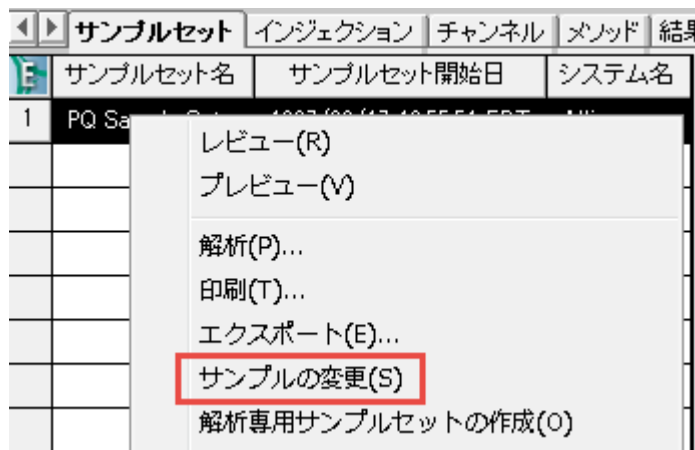 サンプルセット インジェクション チャンネル メソッド 結果
サンプルセット名 サンプルセット開始日 システム名
1 PQ
レビュー(R)
プレビュー(V)
解析(P)...
印刷(T)...
エクスポート(E)...
サンプルの変更(S)
解析専用サンプルセットの作成(O)